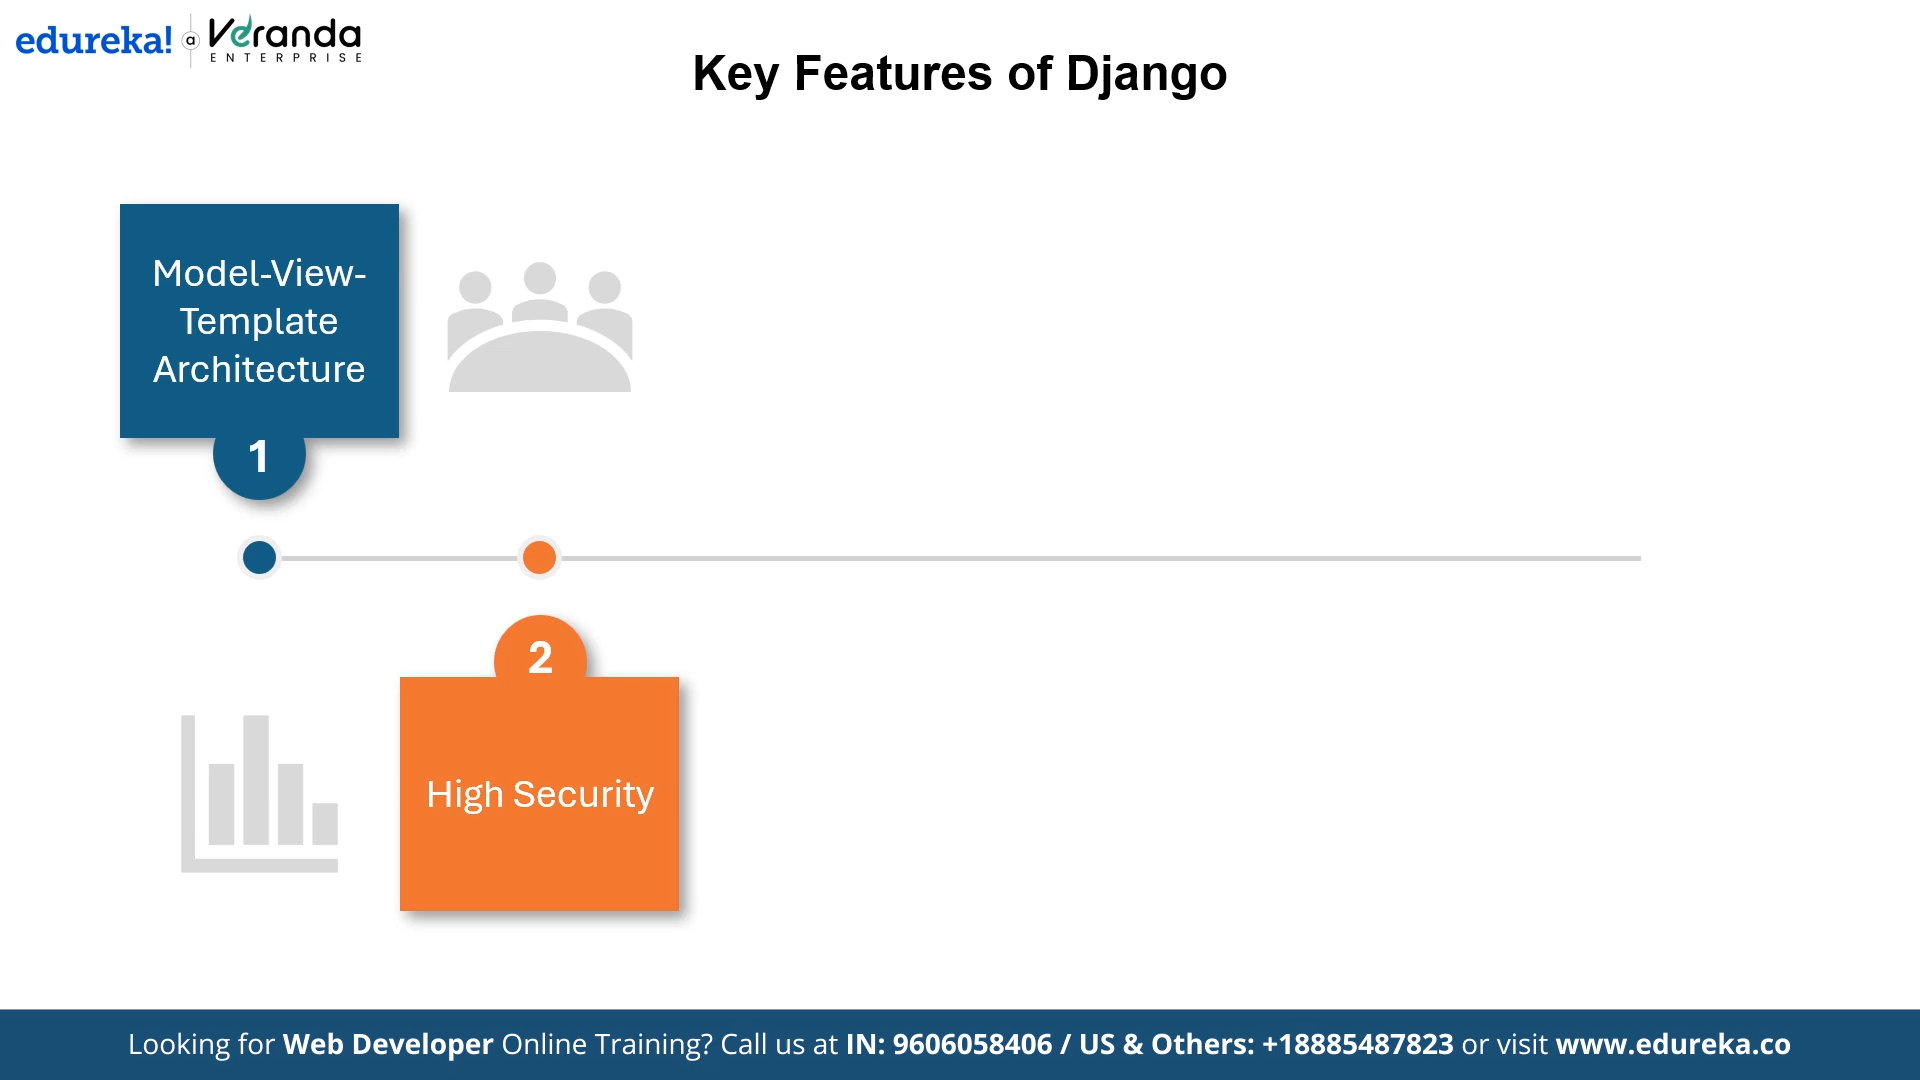 edureka! a Veranda
ENTERPRISE
Key Features of Django
Model-View-
Template
Architecture
1
2
High Security
Looking for Web Developer Online Training? Call us at IN: 9606058406 / US & Others: +18885487823 or visit www.edureka.co